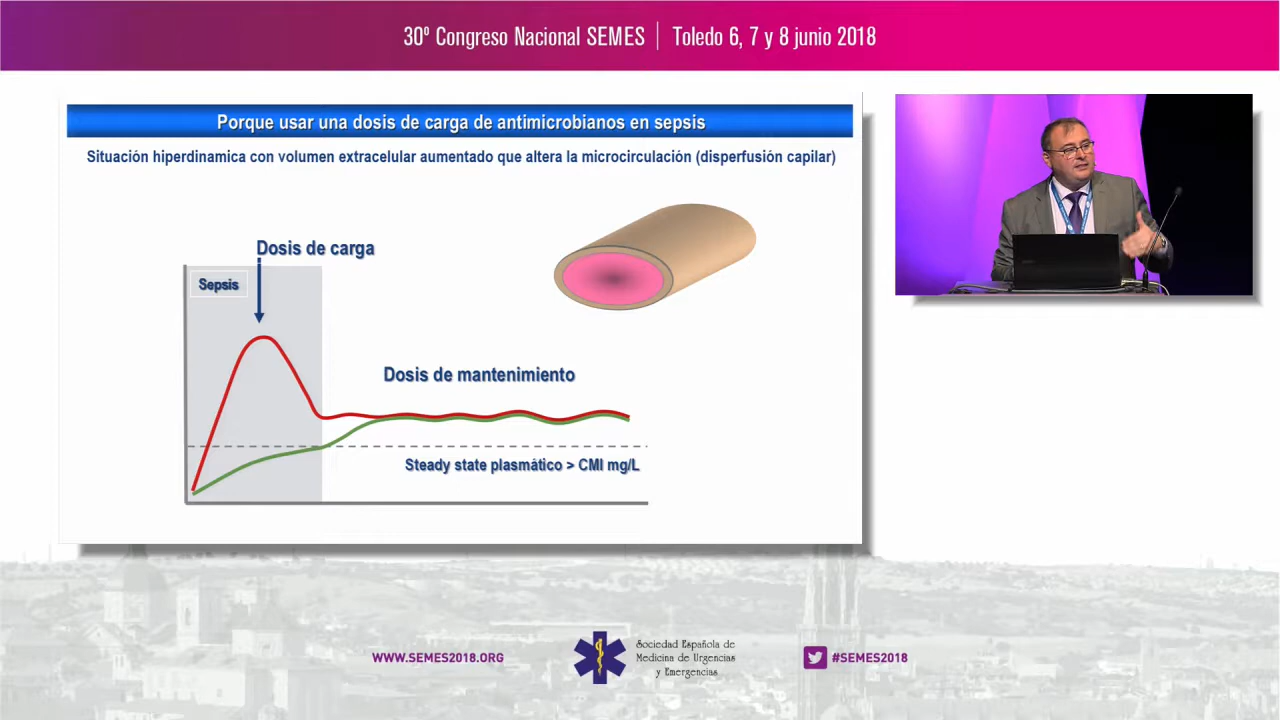 30º Congreso Nacional SEMES | Toledo 6, 7 y 8 junio 2018
Porque usar una dosis de carga de antimicrobianos en sepsis
Situación hiperdinamica con volumen extracelular aumentado que altera la microcirculación (disperfusión capilar)
Dosis de carga
Sepsis
Dosis de mantenimiento
Steady state plasmático > CMI mg/L
WWW.SEMES2018.ORG
Sociedad Española de
Medicina de Urgencias
y Emergencias
#SEMES2018